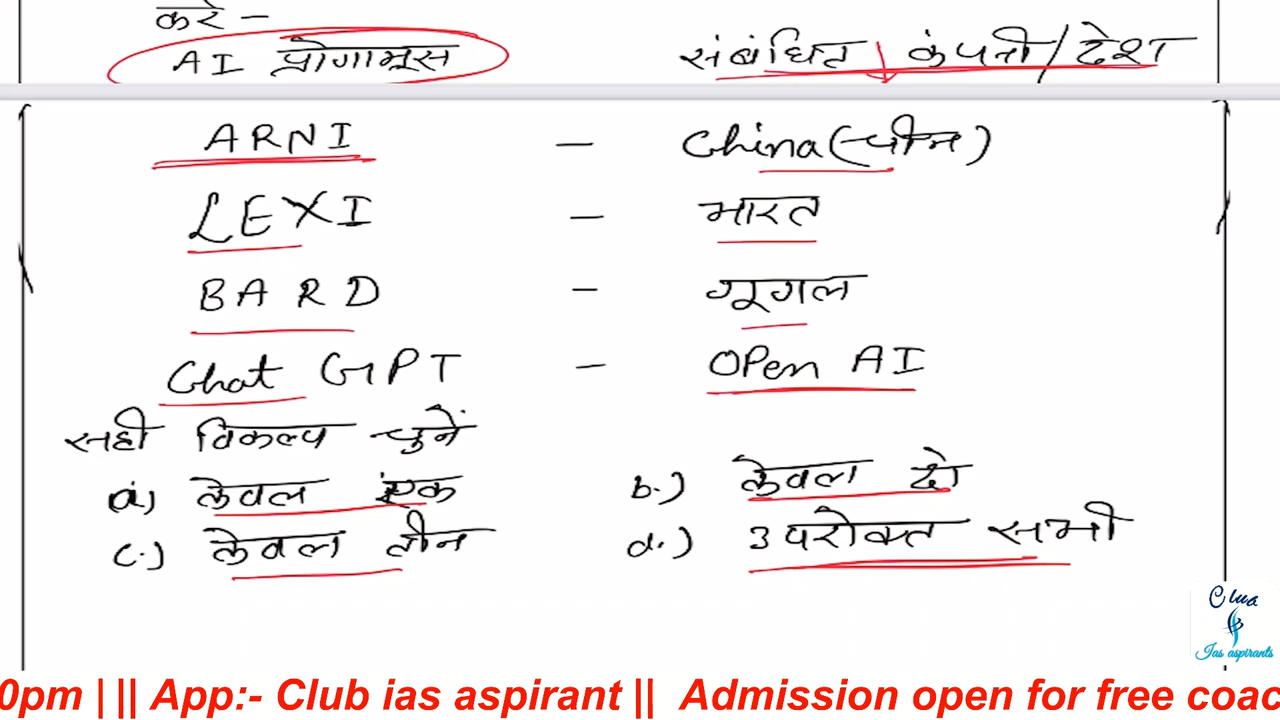 करे -
AI प्रोगाम्रस संबंधित कंपनी/देश
ARNI - China (चीन)
LEXI - भारत
BARD - गूगल
Chat GPT - OPen AI
सही विकल्प चुनें
a) केवल एक b.) केवल दो
c.) केवल तीन d.) उपरोक्त सभी
Club
Ias aspirants
0pm | || App:- Club ias aspirant || Admission open for free coac